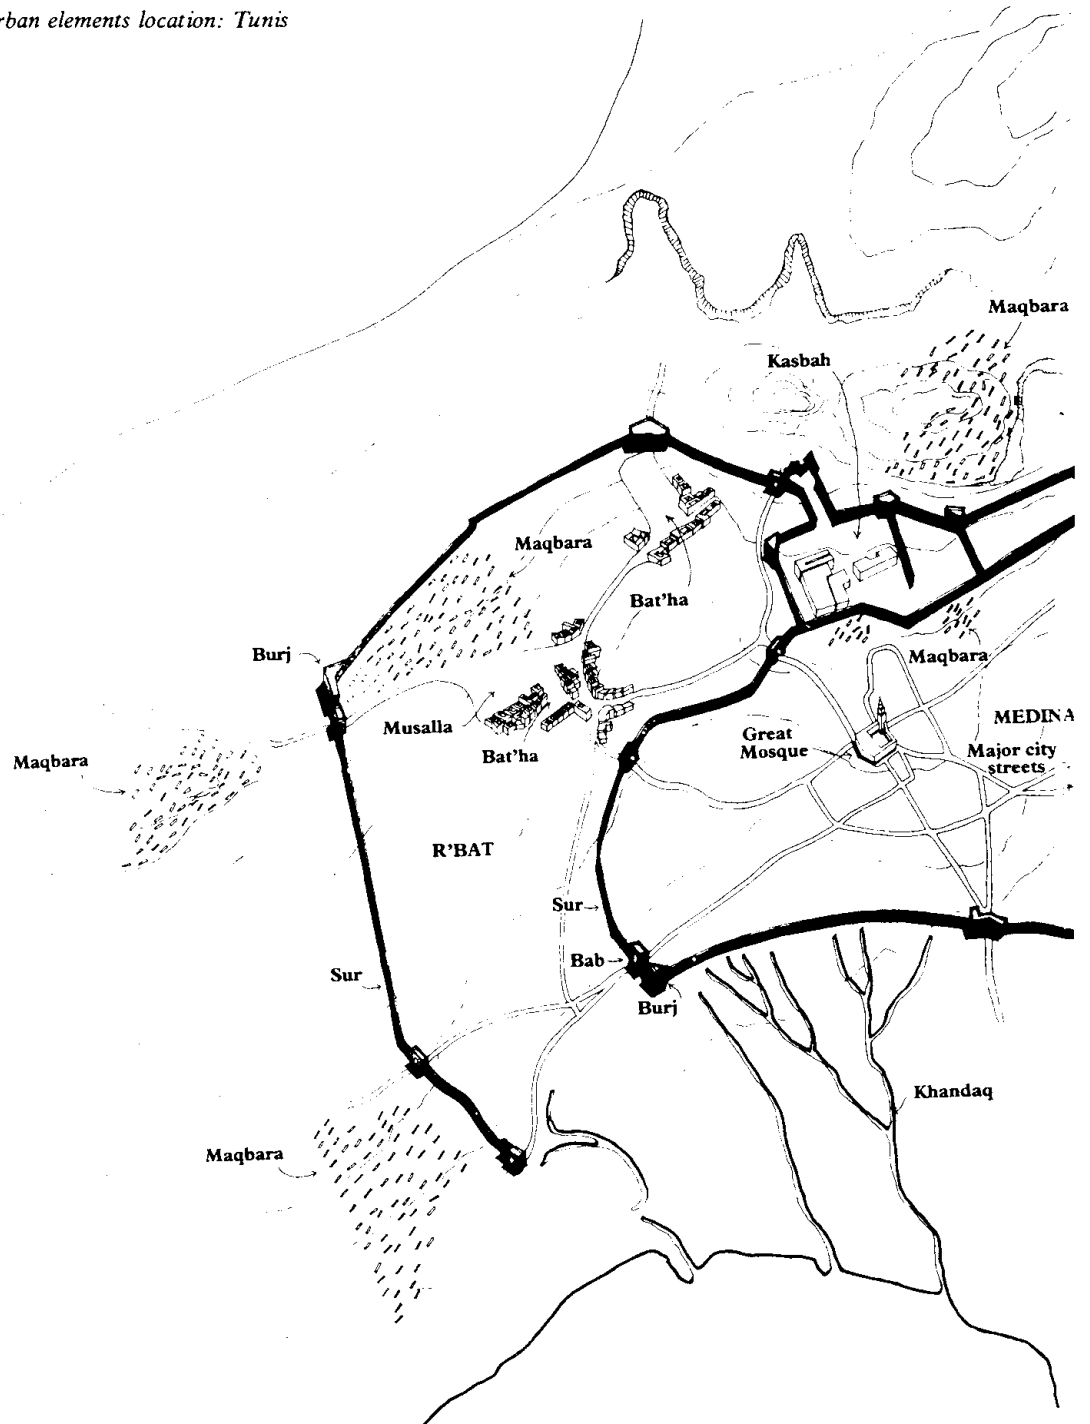 rban elements location: Tunis
Maqbara
Kasbah
Maqbara
Bat'ha
Burj
Maqbara
Musalla
MEDINA
Great
Mosque
Bat'ha
Major city
streets
Maqbara
R'BAT
Sur
Bab
Sur
Burj
Khandaq
Maqbara